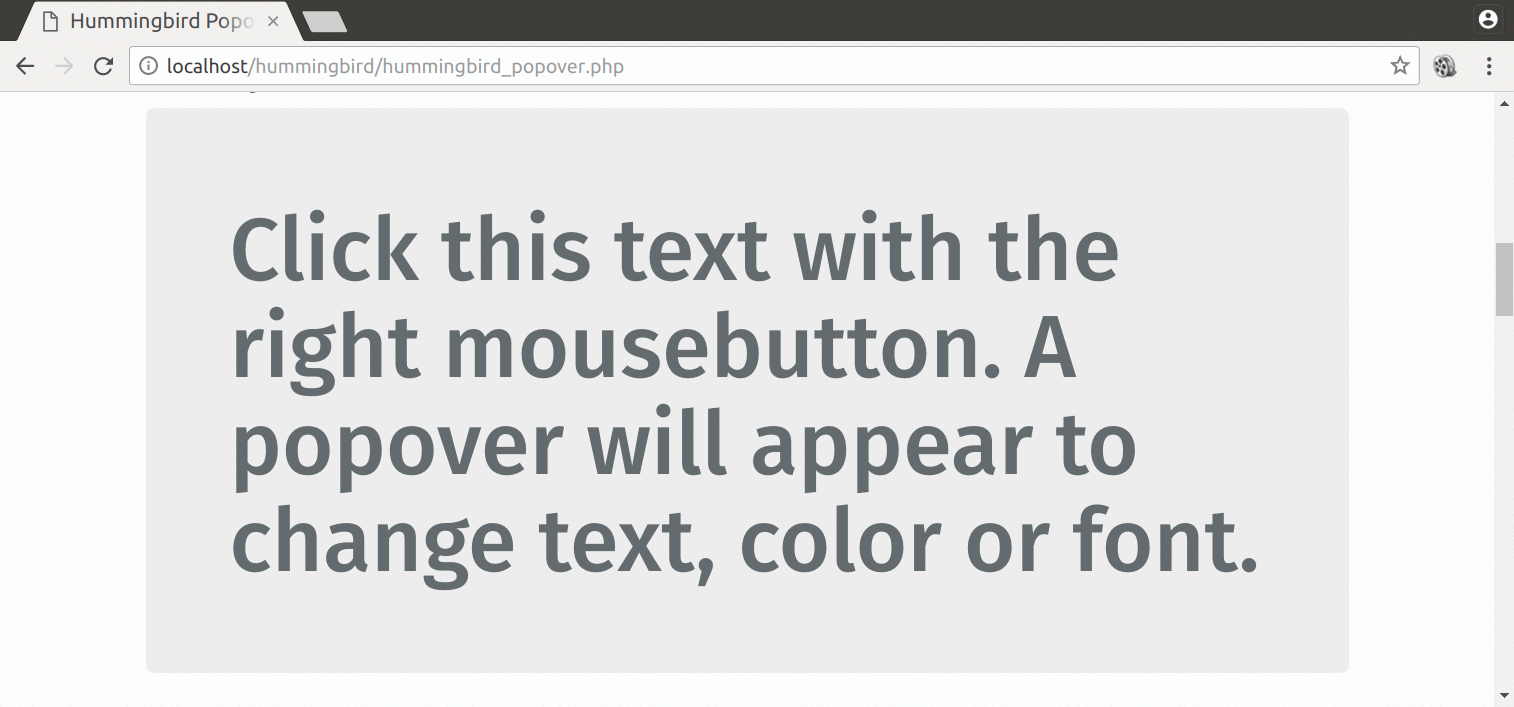 Hummingbird Popo
localhost/hummingbird/hummingbird_popover.php
Click this text with the
right mousebutton. A
popover will appear to
change text, color or font.